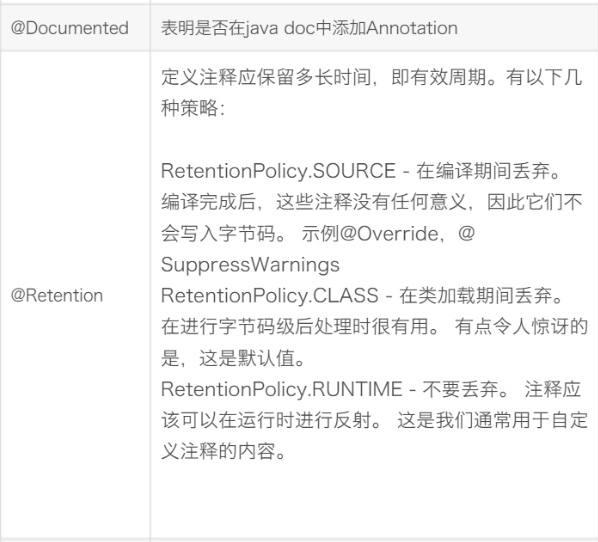 @Documented 表明是否在java doc中添加Annotation
定义注释应保留多长时间，即有效周期。有以下几
种策略：
RetentionPolicy.SOURCE - 在编译期间丢弃。
编译完成后，这些注释没有任何意义，因此它们不
会写入字节码。 示例@Override，@
SuppressWarnings
@Retention
RetentionPolicy.CLASS - 在类加载期间丢弃。
在进行字节码级后处理时很有用。 有点令人惊讶的
是，这是默认值。
RetentionPolicy.RUNTIME - 不要丢弃。 注释应
该可以在运行时进行反射。 这是我们通常用于自定
义注释的内容。